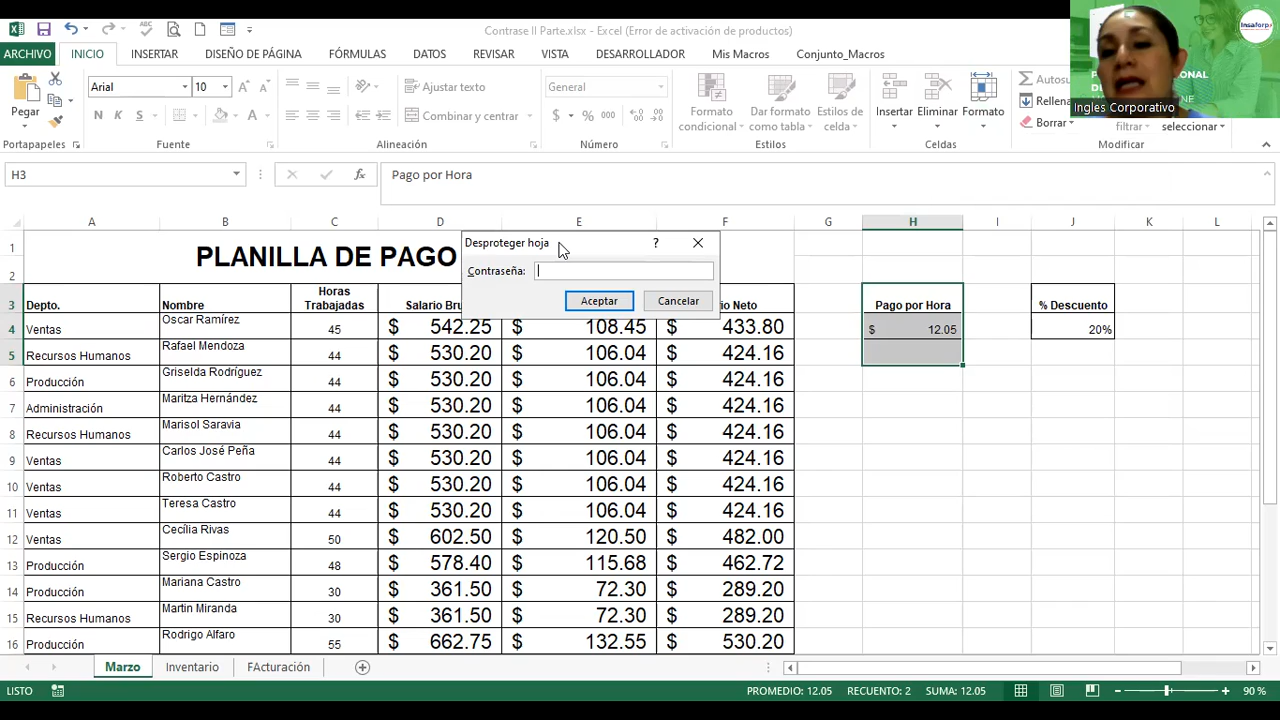 Contrase II Parte.xlsx - Excel (Error de activación de productos)
ARCHIVO INICIO INSERTAR DISEÑO DE PÁGINA FÓRMULAS DATOS REVISAR VISTA DESARROLLADOR Mis Macros Conjunto_Macros
Insaforp
Pegar
Arial 10
N K S
Ajustar texto
Combinar y centrar
General
$ % 000
Formato condicional
Dar formato como tabla
Estilos de celda
Insertar Eliminar Formato
Autosu
Rellena
Borrar
filtrar seleccionar
Ingles Corporativo
Portapapeles Fuente Alineación Número Estilos Celdas Modificar
H3 Pago por Hora
A B C D E F G H I J K L
1 PLANILLA DE PAGO
2
Desproteger hoja ?
Contraseña:
Aceptar Cancelar
3 Depto. Nombre Horas Trabajadas Salario Bru io Neto Pago por Hora % Descuento
4 Ventas Oscar Ramírez 45 $ 542.25 $ 108.45 $ 433.80 $ 12.05 20%
5 Recursos Humanos Rafael Mendoza 44 $ 530.20 $ 106.04 $ 424.16
6 Producción Griselda Rodríguez 44 $ 530.20 $ 106.04 $ 424.16
7 Administración Maritza Hernández 44 $ 530.20 $ 106.04 $ 424.16
8 Recursos Humanos Marisol Saravia 44 $ 530.20 $ 106.04 $ 424.16
9 Ventas Carlos José Peña 44 $ 530.20 $ 106.04 $ 424.16
10 Ventas Roberto Castro 44 $ 530.20 $ 106.04 $ 424.16
11 Ventas Teresa Castro 44 $ 530.20 $ 106.04 $ 424.16
12 Ventas Cecília Rivas 50 $ 602.50 $ 120.50 $ 482.00
13 Producción Sergio Espinoza 48 $ 578.40 $ 115.68 $ 462.72
14 Producción Mariana Castro 30 $ 361.50 $ 72.30 $ 289.20
15 Recursos Humanos Martin Miranda 30 $ 361.50 $ 72.30 $ 289.20
16 Producción Rodrigo Alfaro 55 $ 662.75 $ 132.55 $ 530.20
Marzo Inventario FActuración
LISTO PROMEDIO: 12.05 RECUENTO: 2 SUMA: 12.05 90 %